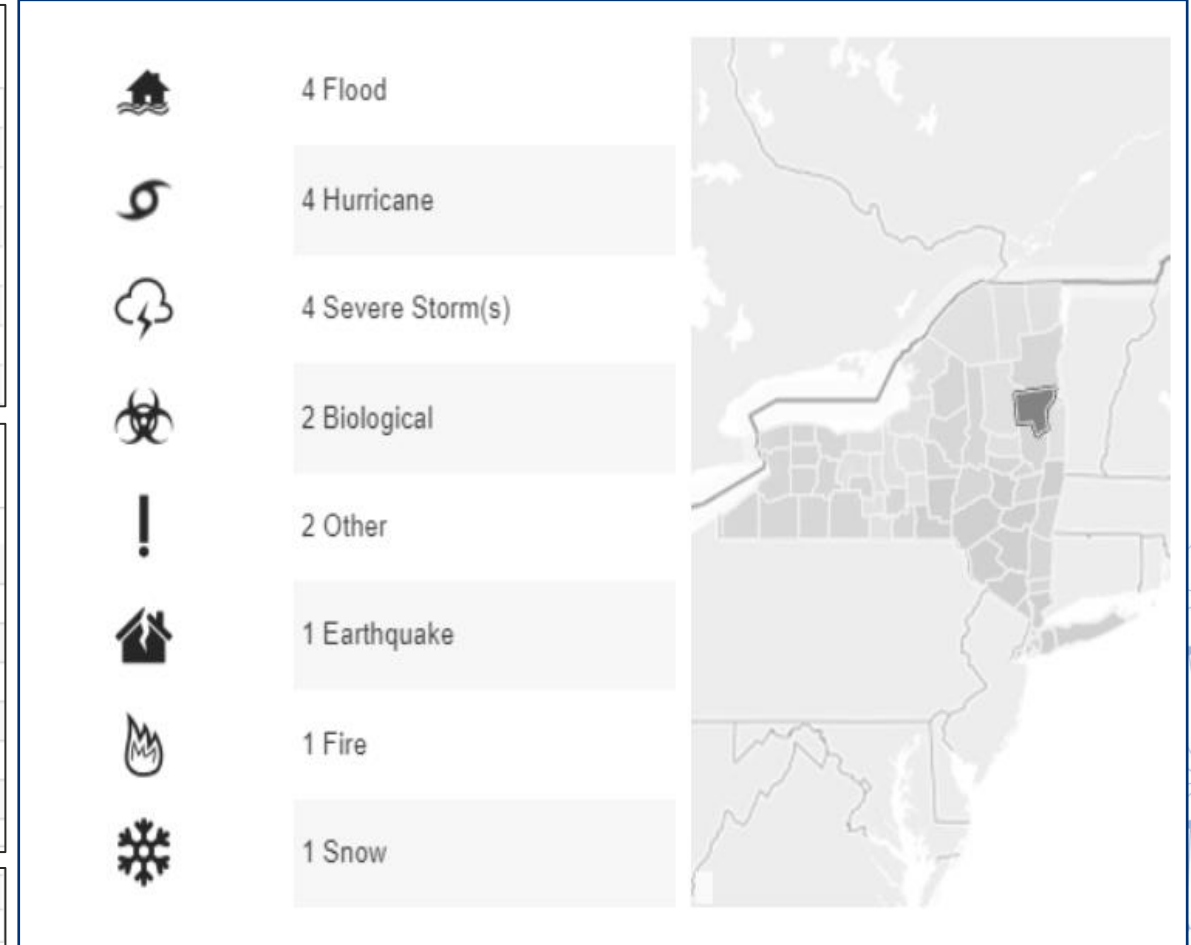 4 Flood
4 Hurricane
4 Severe Storm(s)
2 Biological
2 Other
1 Earthquake
1 Fire
1 Snow